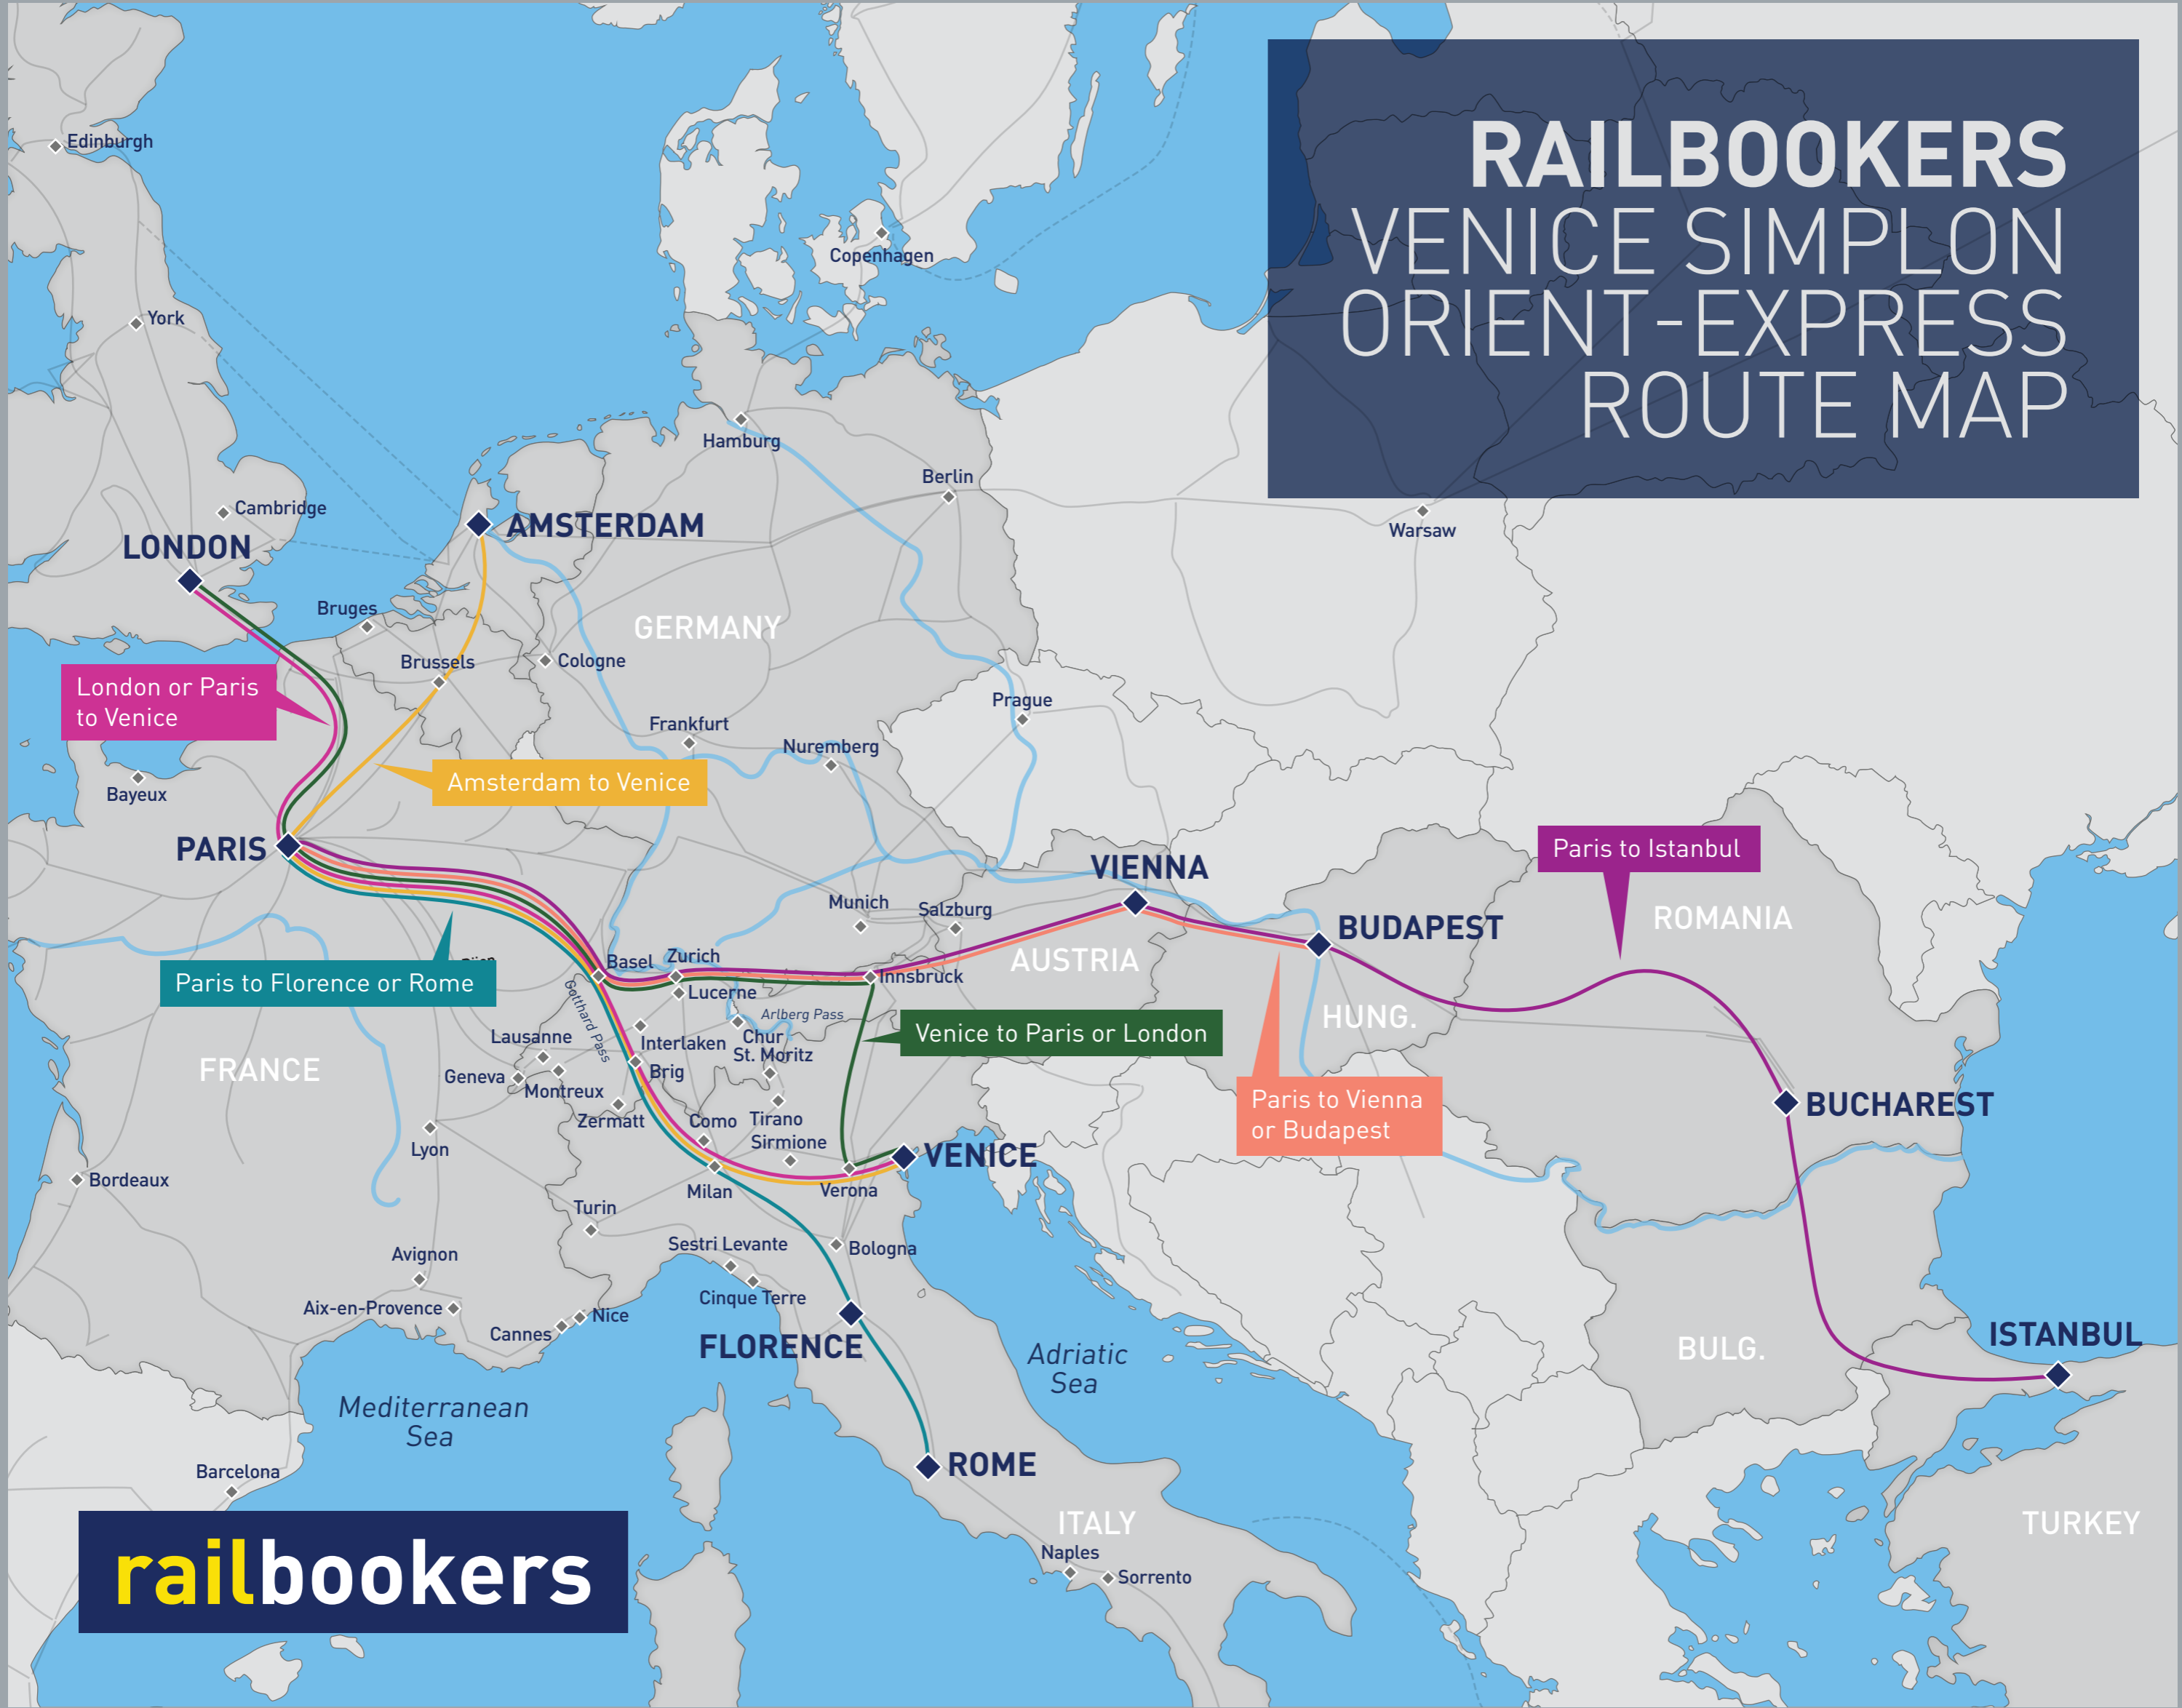 RAILBOOKERS
VENICE SIMPLON
ORIENT-EXPRESS
ROUTE MAP
Edinburgh
York
Copenhagen
Hamburg
Berlin
Cambridge
Warsaw
AMSTERDAM
LONDON
Bruges
GERMANY
Brussels
Cologne
London or Paris
to Venice
Prague
Frankfurt
Nuremberg
Amsterdam to Venice
Bayeux
PARIS
Paris to Istanbul
VIENNA
Munich
Salzburg
ROMANIA
BUDAPEST
Basel
Zurich
AUSTRIA
Paris to Florence or Rome
Innsbruck
Lucerne
Gotthard Pass
Arlberg Pass
HUNG.
Venice to Paris or London
Lausanne
Interlaken
Chur
St. Moritz
FRANCE
Geneva
Brig
Montreux
Paris to Vienna
or Budapest
BUCHAREST
Zermatt
Como
Tirano
Sirmione
Lyon
VENICE
Bordeaux
Milan
Verona
Turin
Sestri Levante
Bologna
Avignon
Cinque Terre
Aix-en-Provence
Nice
Cannes
FLORENCE
Adriatic
Sea
BULG.
ISTANBUL
Mediterranean
Sea
ROME
Barcelona
ITALY
TURKEY
Naples
Sorrento
railbookers